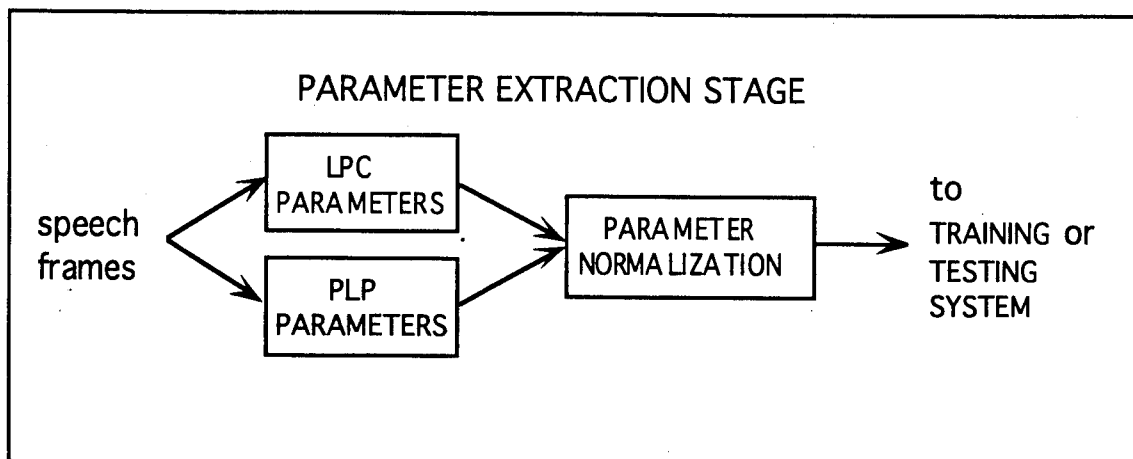 PARAMETER EXTRACTION STAGE
speech
frames
LPC
PARAMETERS
PLP
PARAMETERS
PARAMETER
NORMALIZATION
to
TRAINING or
TESTING
SYSTEM